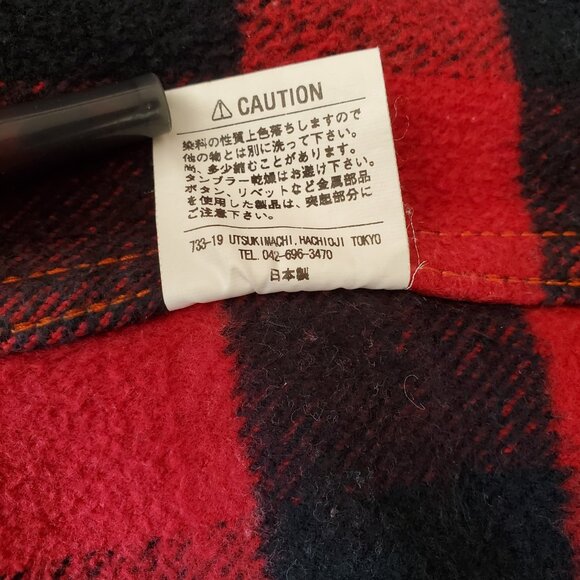 ⚠ CAUTION
染料の性質上色落ちしますので
他の物とは別に洗って下さい。
尚、多少縮むことがあります。
タンブラー乾燥はお避け下さい。
ボタン、リベットなど金属部品
を使用した製品は、突起部分に
ご注意下さい。
733-19 UTSUKIMACHI.HACHIOJI TOKYO
TEL. 042-696-3470
日本製